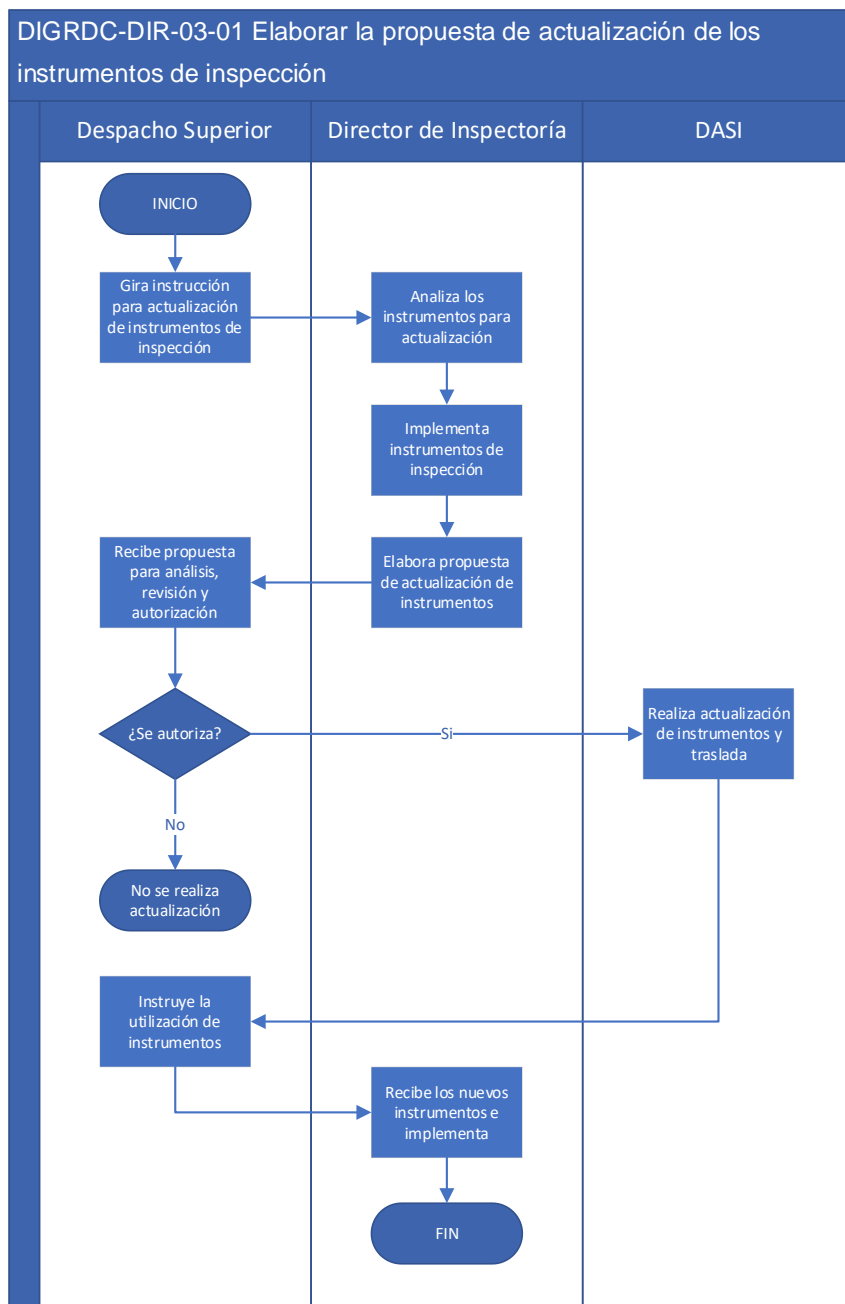 DIGRDC-DIR-03-01 Elaborar la propuesta de actualización de los
instrumentos de inspección
Despacho Superior
Director de Inspectoría
DASI
INICIO
Gira instrucción
para actualización
de instrumentos de
inspección
Analiza los
instrumentos para
actualización
Implementa
instrumentos de
inspección
Recibe propuesta
para análisis,
revisión y
autorización
Elabora propuesta
de actualización de
instrumentos
¿Se autoriza?
Si
Realiza actualización
de instrumentos y
traslada
No
No se realiza
actualización
Instruye la
utilización de
instrumentos
Recibe los nuevos
instrumentos e
implementa
FIN